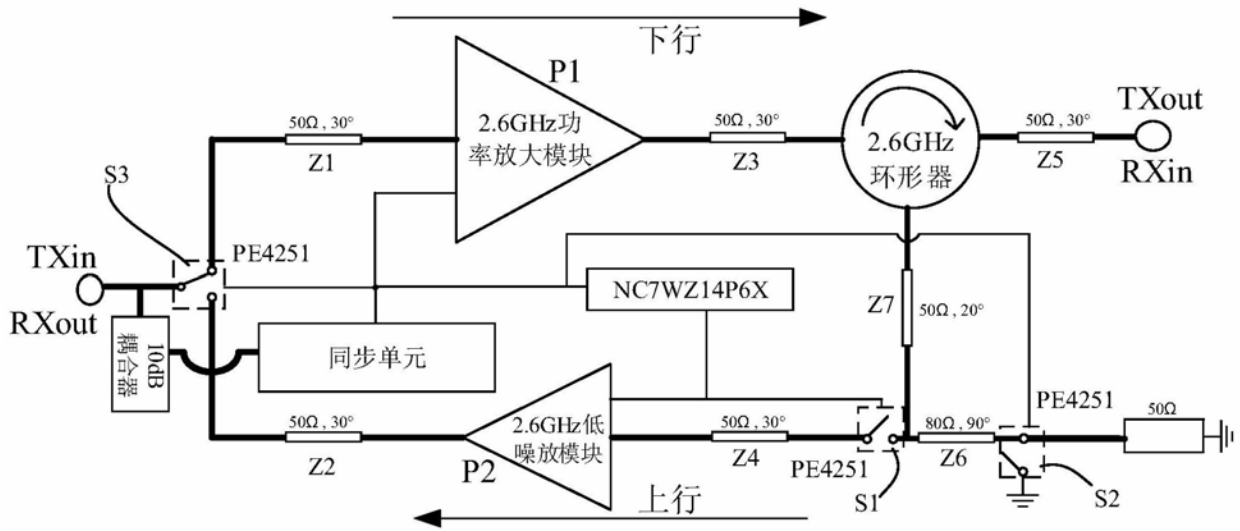 下行
P1
2.6GHz功
率放大模块
50Ω , 30°
Z1
50Ω , 30°
Z3
2.6GHz
环形器
50Ω , 30°
Z5
TXout
RXin
S3
PE4251
TXin
RXout
10dB
耦合器
同步单元
NC7WZ14P6X
Z7
50Ω , 20°
50Ω , 30°
Z2
P2
2.6GHz低
噪放模块
50Ω , 30°
Z4
PE4251
S1
80Ω , 90°
Z6
PE4251
S2
50Ω
上行